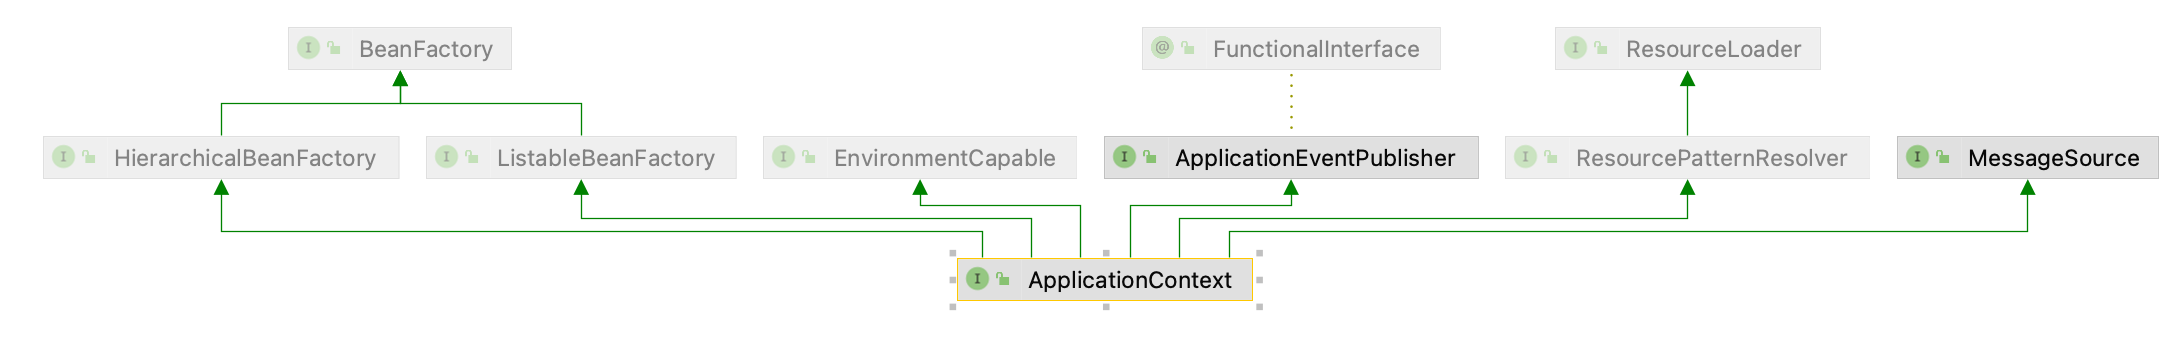 BeanFactory
FunctionalInterface
ResourceLoader
HierarchicalBeanFactory
ListableBeanFactory
EnvironmentCapable
ApplicationEventPublisher
ResourcePatternResolver
MessageSource
ApplicationContext